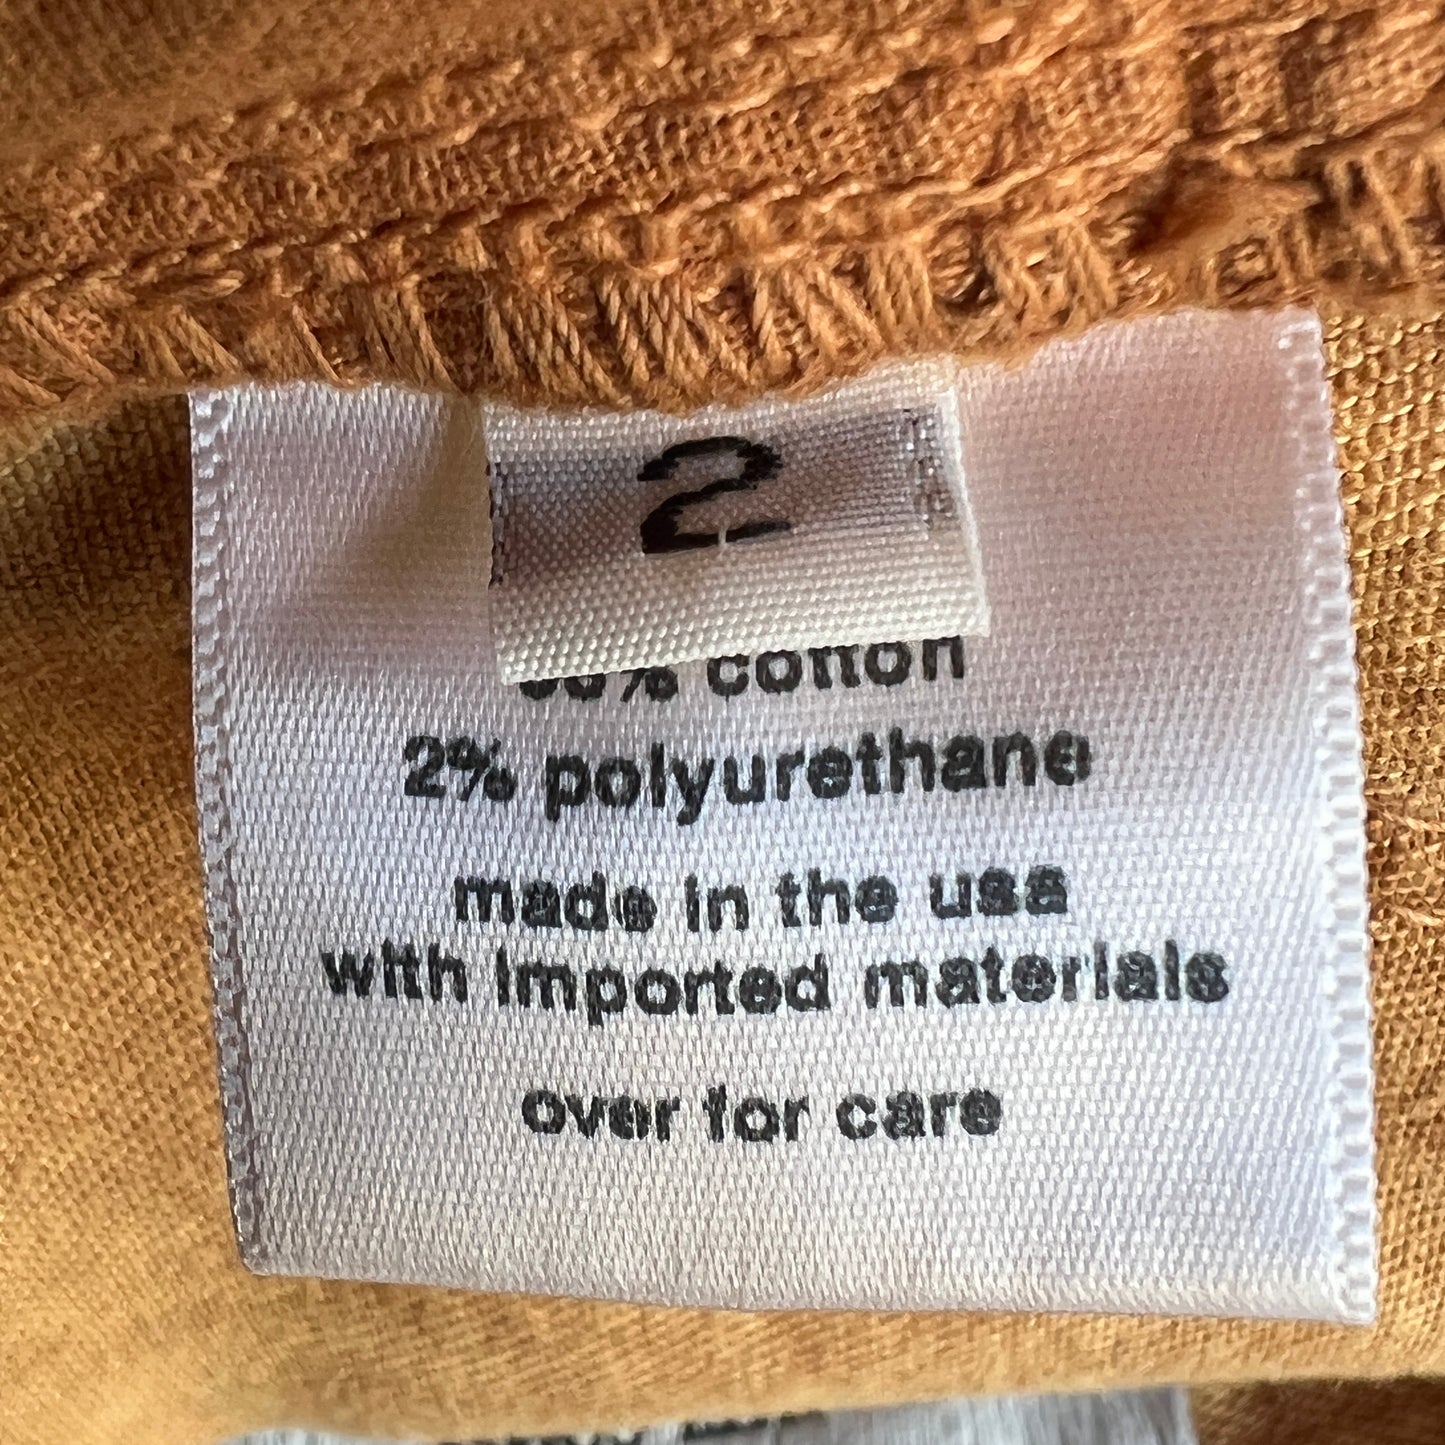 2
% cotton
2% polyurethane
made in the usa
with imported materials
over for care